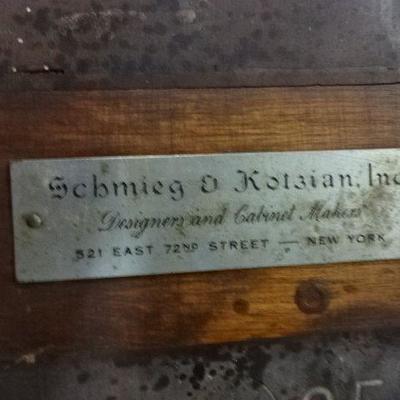 Schmieg & Kotzian, Inc
Designers and Cabinet Makers
521 EAST 72ND STREET — NEW YORK